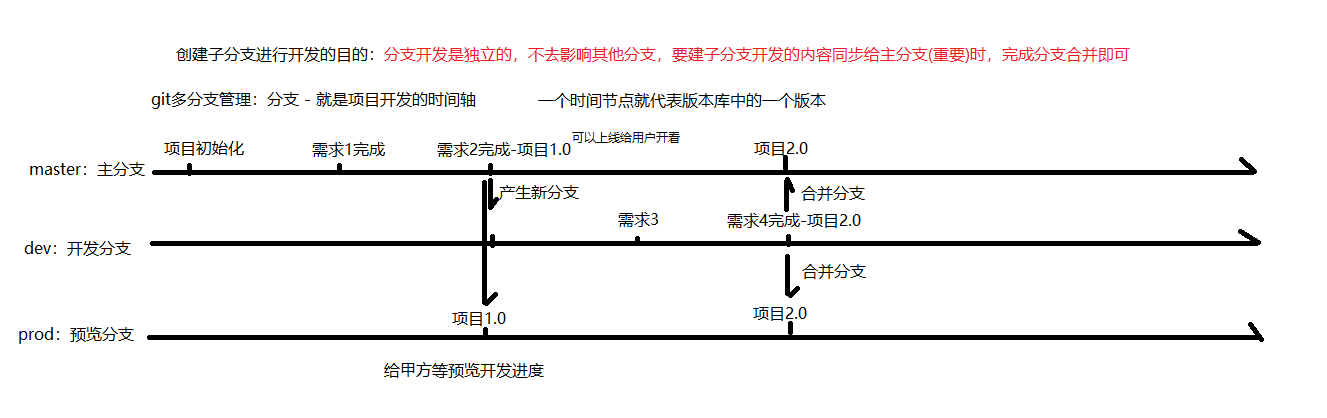 创建子分支进行开发的目的：分支开发是独立的，不去影响其他分支，要建子分支开发的内容同步给主分支(重要)时，完成分支合并即可
git多分支管理：分支 - 就是项目开发的时间轴 一个时间节点就代表版本库中的一个版本
可以上线给用户开看
项目初始化 需求1完成 需求2完成-项目1.0 项目2.0
master：主分支
产生新分支 合并分支
需求3 需求4完成-项目2.0
dev：开发分支
合并分支
项目1.0 项目2.0
prod：预览分支
给甲方等预览开发进度